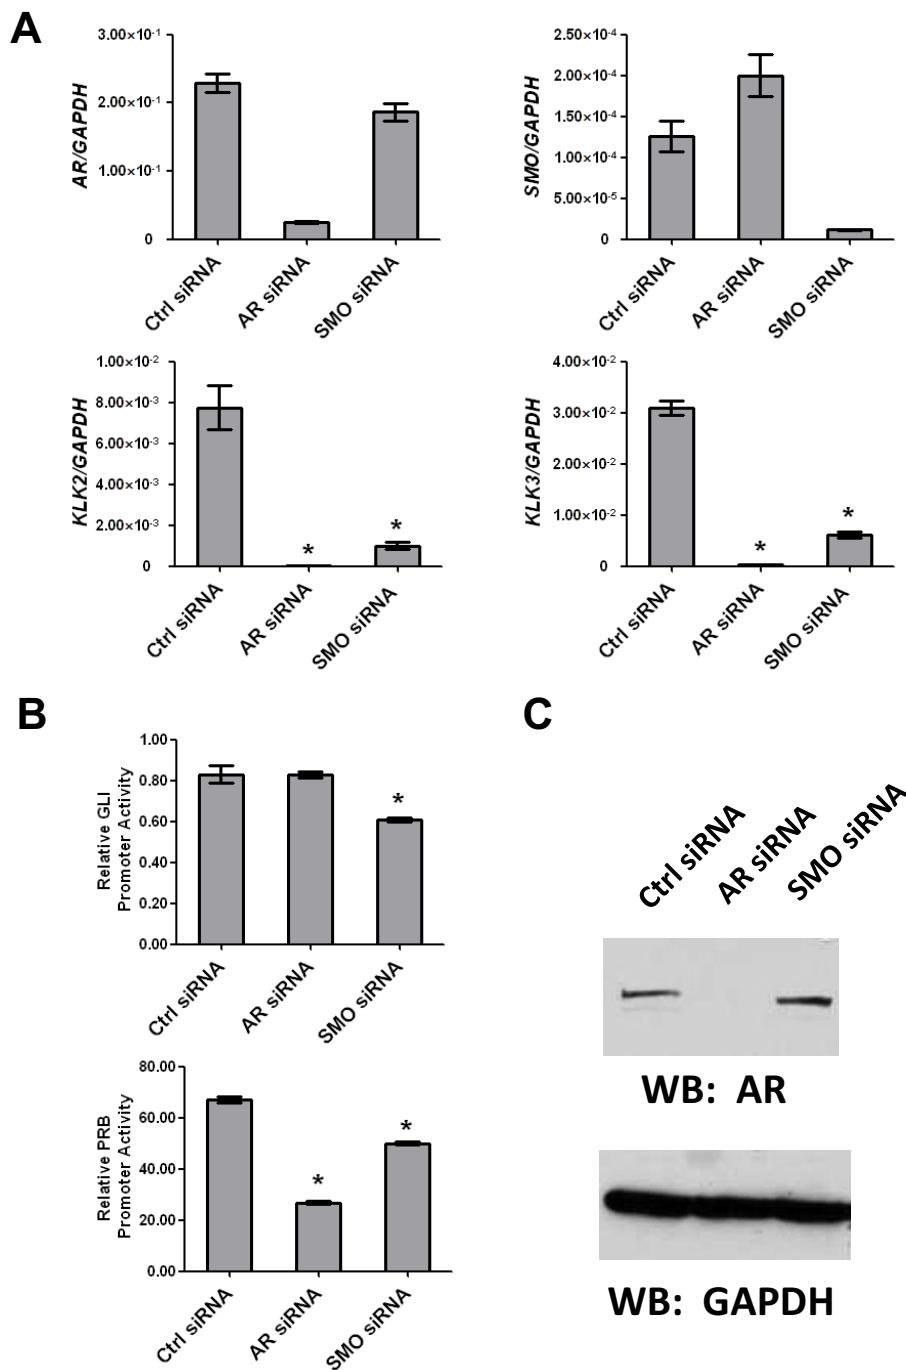 A
AR/GAPDH
3.00×10⁻¹
2.00×10⁻¹
1.00×10⁻¹
0
Ctrl siRNA
AR siRNA
SMO siRNA
SMO/GAPDH
2.50×10⁻⁴
2.00×10⁻⁴
1.50×10⁻⁴
1.00×10⁻⁴
5.00×10⁻⁵
0
Ctrl siRNA
AR siRNA
SMO siRNA
KLK2/GAPDH
1.00×10⁻²
8.00×10⁻³
6.00×10⁻³
4.00×10⁻³
2.00×10⁻³
0
*
*
Ctrl siRNA
AR siRNA
SMO siRNA
KLK3/GAPDH
4.00×10⁻²
3.00×10⁻²
2.00×10⁻²
1.00×10⁻²
0
*
*
Ctrl siRNA
AR siRNA
SMO siRNA
B
Relative GLI
Promoter Activity
1.00
0.80
0.60
0.40
0.20
0.00
*
Ctrl siRNA
AR siRNA
SMO siRNA
Relative PRB
Promoter Activity
80.00
60.00
40.00
20.00
0.00
*
*
Ctrl siRNA
AR siRNA
SMO siRNA
C
Ctrl siRNA
AR siRNA
SMO siRNA
WB: AR
WB: GAPDH